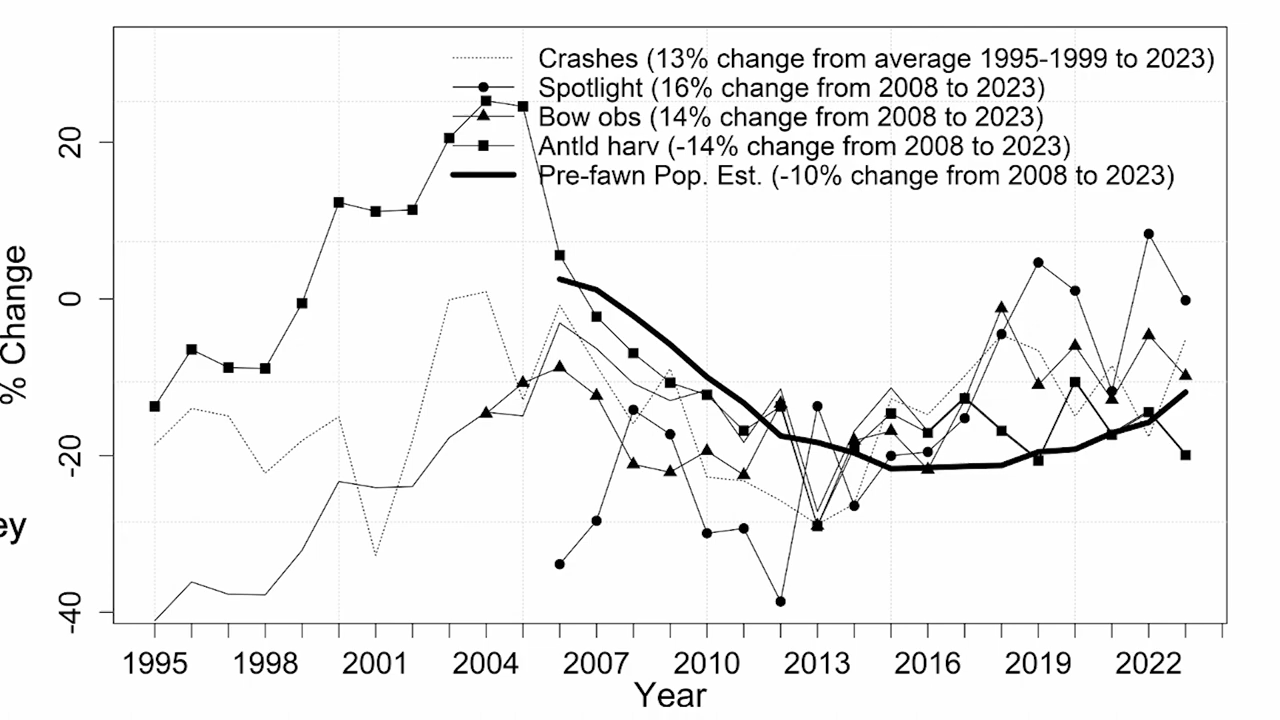 Crashes (13% change from average 1995-1999 to 2023)
Spotlight (16% change from 2008 to 2023)
Bow obs (14% change from 2008 to 2023)
Antld harv (-14% change from 2008 to 2023)
Pre-fawn Pop. Est. (-10% change from 2008 to 2023)
20
0
-20
-40
% Change
ey
1995 1998 2001 2004 2007 2010 2013 2016 2019 2022
Year